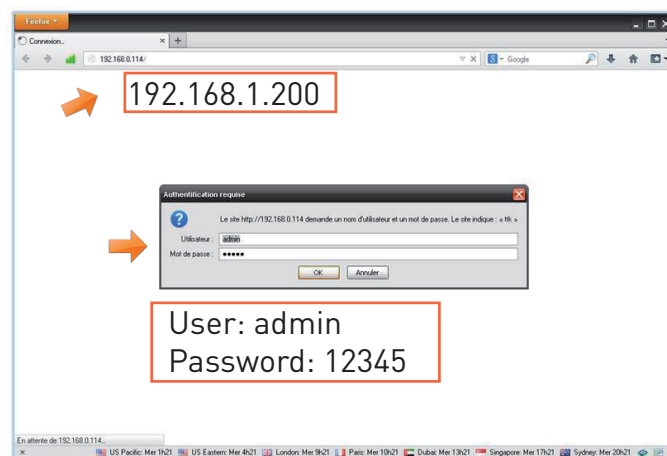 Firefox
Connexion..
192.168.0.114/
Google
192.168.1.200
Authentification requise
Le site http://192.168.0.114 demande un nom d'utilisateur et un mot de passe. Le site indique : « ttk »
Utilisateur : admin
Mot de passe : •••••
OK Annuler
User: admin
Password: 12345
En attente de 192.168.0.114...
US Pacific: Mer 1h21 US Eastern: Mer 4h21 London: Mer 9h21 Paris: Mer 10h21 Dubai: Mer 13h21 Singapore: Mer 17h21 Sydney: Mer 20h21